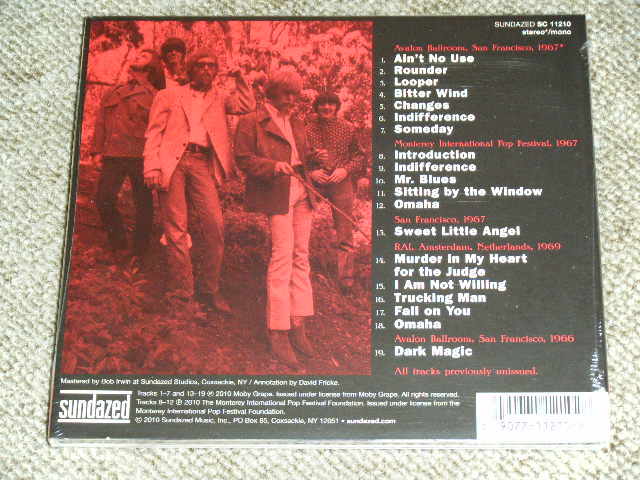 SUNDAZED SC 11210
stereo*/mono
Avalon Ballroom, San Francisco, 1967*
1. Ain't No Use
2. Rounder
3. Looper
4. Bitter Wind
5. Changes
6. Indifference
7. Someday
Monterey International Pop Festival, 1967
8. Introduction
9. Indifference
10. Mr. Blues
11. Sitting by the Window
12. Omaha
San Francisco, 1967
13. Sweet Little Angel
RAI, Amsterdam, Netherlands, 1969
14. Murder In My Heart
for the Judge
15. I Am Not Willing
16. Trucking Man
17. Fall on You
18. Omaha
Avalon Ballroom, San Francisco, 1966
19. Dark Magic
All tracks previously unissued.
Mastered by Bob Irwin at Sundazed Studios, Coxsackie, NY / Annotation by David Fricke.
sundazed
Tracks 1–7 and 13–19 ℗ 2010 Moby Grape. Issued under license from Moby Grape. All rights reserved.
Tracks 8–12 ℗ 2010 The Monterey International Pop Festival Foundation. Issued under license from the
Monterey International Pop Festival Foundation.
© 2010 Sundazed Music, Inc., PO Box 85, Coxsackie, NY 12051 • sundazed.com